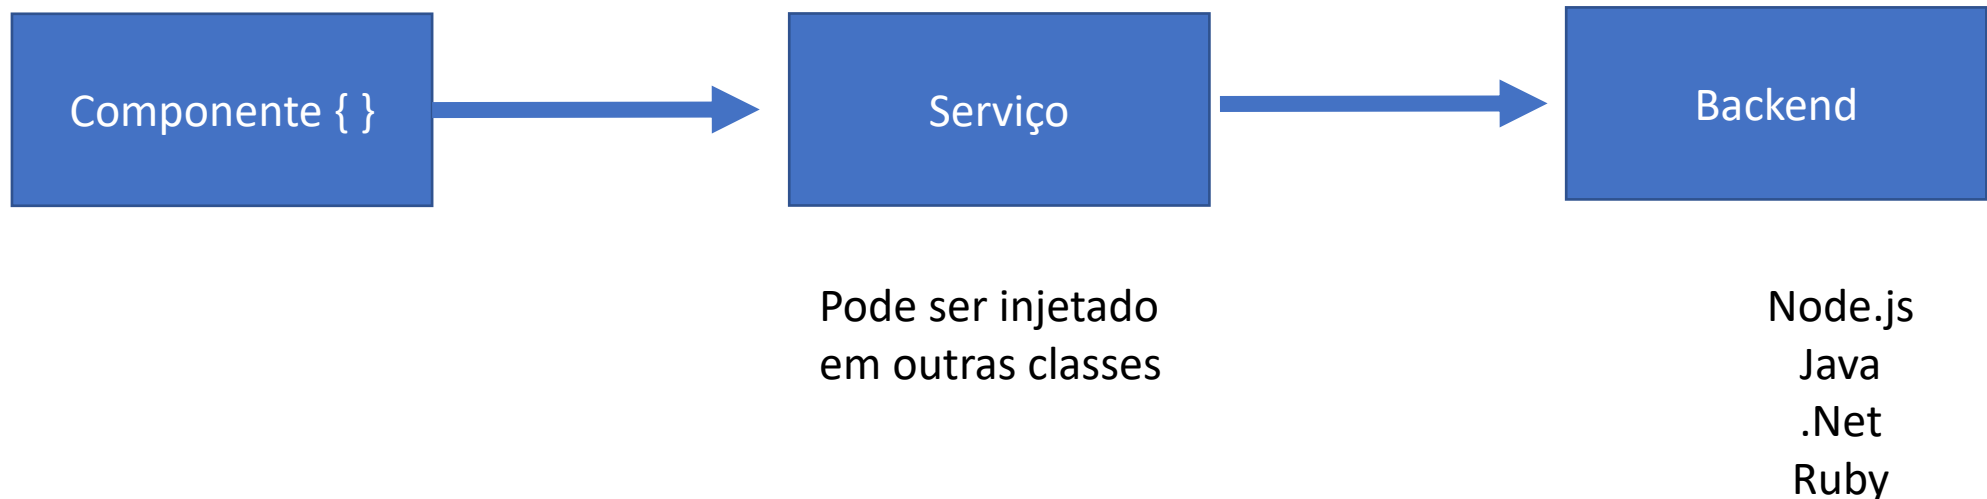 Componente { }
Serviço
Backend
Pode ser injetado
em outras classes
Node.js
Java
.Net
Ruby